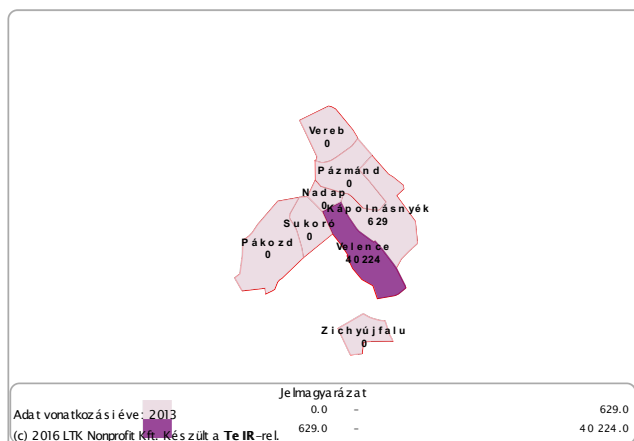 Vereb
0
Pázmánd
0
Nadap
0
Kápolnásnyék
629
Sukoró
0
Pákozd
0
Velence
40 224
Zichyújfalu
0
Jelmagyarázat
Adat vonatkozási éve: 2013
0.0 – 629.0
629.0 – 40 224.0
(c) 2016 LTK Nonprofit Kft. Készült a TeIR-rel.